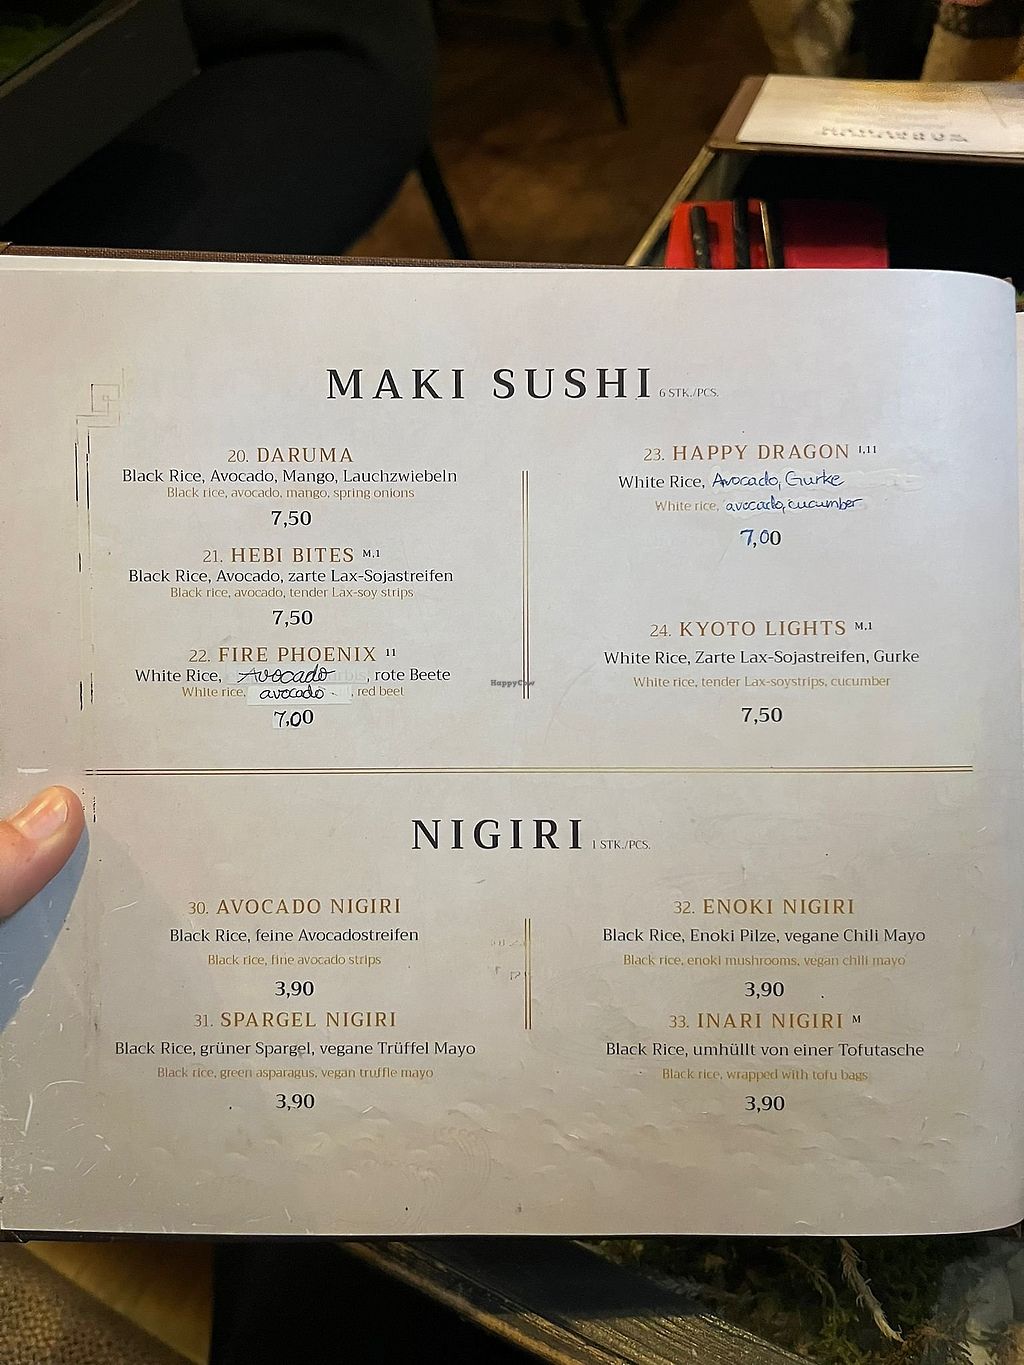 MAKI SUSHI 6 STK./PCS.
20. DARUMA
Black Rice, Avocado, Mango, Lauchzwiebeln
Black rice, avocado, mango, spring onions
7,50
21. HEBI BITES M,1
Black Rice, Avocado, zarte Lax-Sojastreifen
Black rice, avocado, tender Lax-soy strips
7,50
22. FIRE PHOENIX 11
White Rice, Avocado, rote Beete
White rice, avocado, red beet
7,00
23. HAPPY DRAGON 1,11
White Rice, Avocado, Gurke
White rice, avocado, cucumber
7,00
24. KYOTO LIGHTS M,1
White Rice, Zarte Lax-Sojastreifen, Gurke
White rice, tender Lax-soystrips, cucumber
7,50
HappyCow
NIGIRI 1 STK./PCS.
30. AVOCADO NIGIRI
Black Rice, feine Avocadostreifen
Black rice, fine avocado strips
3,90
31. SPARGEL NIGIRI
Black Rice, grüner Spargel, vegane Trüffel Mayo
Black rice, green asparagus, vegan truffle mayo
3,90
32. ENOKI NIGIRI
Black Rice, Enoki Pilze, vegane Chili Mayo
Black rice, enoki mushrooms, vegan chili mayo
3,90
33. INARI NIGIRI M
Black Rice, umhüllt von einer Tofutasche
Black rice, wrapped with tofu bags
3,90